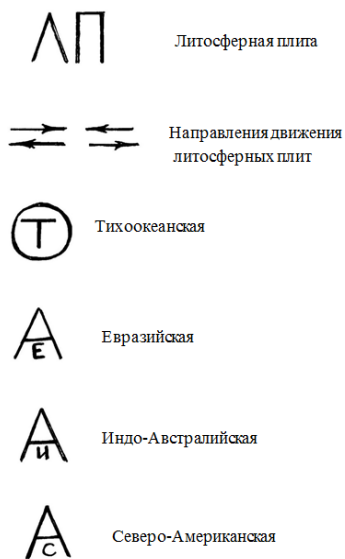 ЛП Литосферная плита
Направления движения
литосферных плит
Т Тихоокеанская
А Е Евразийская
А И Индо-Австралийская
А С Северо-Американская